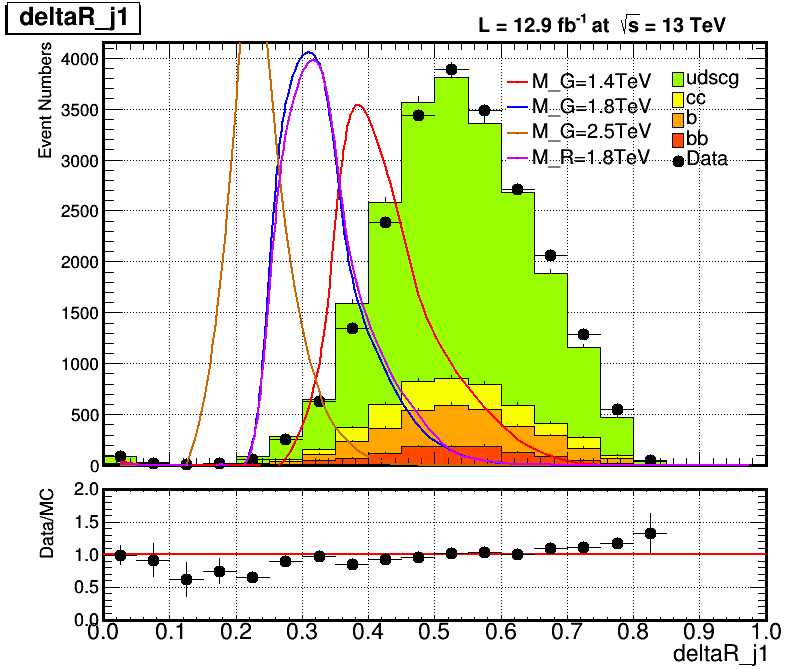 deltaR_j1
L = 12.9 fb⁻¹ at √s = 13 TeV
Event Numbers
4000
3500
3000
2500
2000
1500
1000
500
0
M_G=1.4TeV
M_G=1.8TeV
M_G=2.5TeV
M_R=1.8TeV
udscg
cc
b
bb
Data
Data/MC
2.0
1.5
1.0
0.5
0.0
0.0 0.1 0.2 0.3 0.4 0.5 0.6 0.7 0.8 0.9 1.0
deltaR_j1